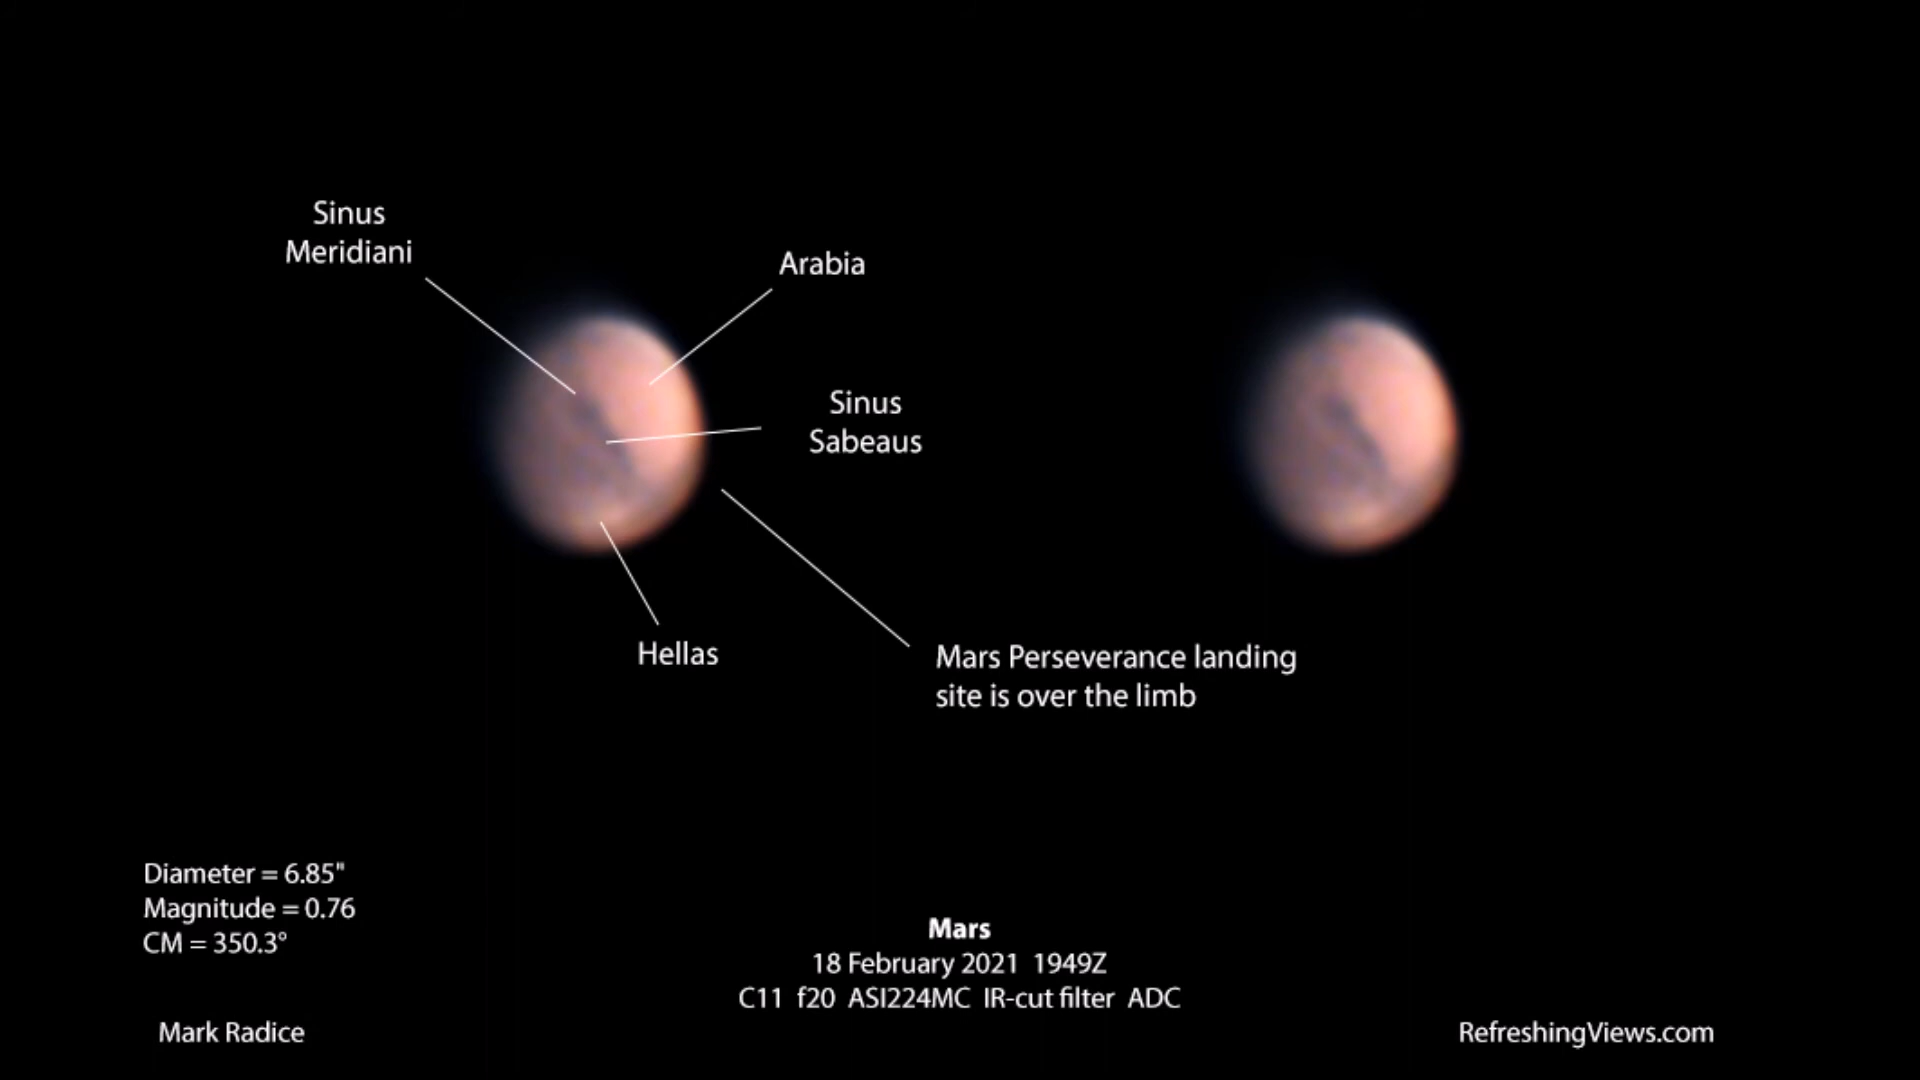 Sinus
Meridiani
Arabia
Sinus
Sabeaus
Hellas
Mars Perseverance landing
site is over the limb
Diameter = 6.85"
Magnitude = 0.76
CM = 350.3°
Mars
18 February 2021 1949Z
C11 f20 ASI224MC IR-cut filter ADC
Mark Radice
RefreshingViews.com